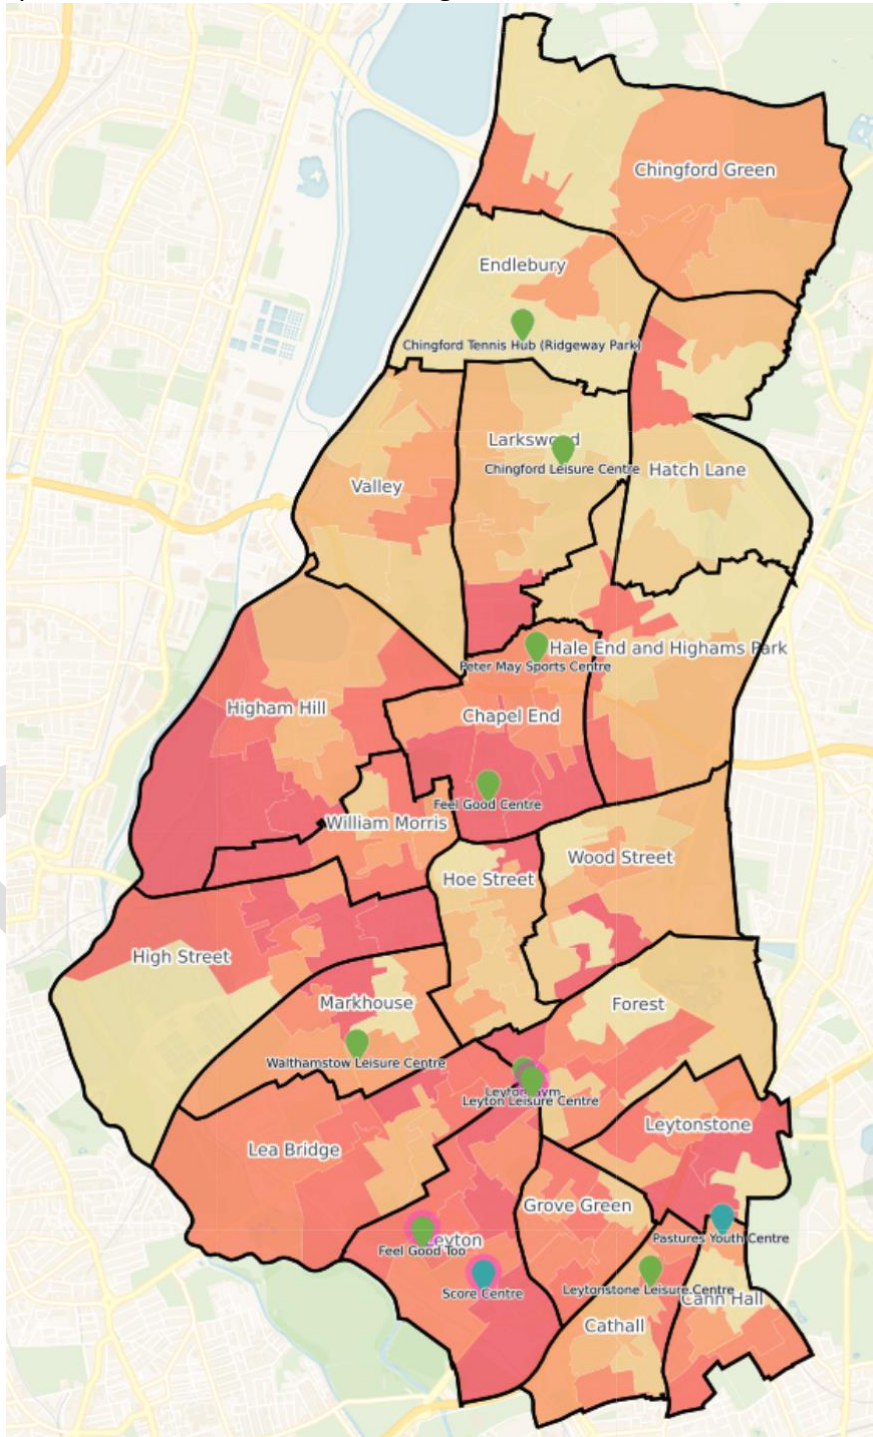 Chingford Green
Endlebury
Chingford Tennis Hub (Ridgeway Park)
Larkswood
Chingford Leisure Centre
Hatch Lane
Valley
Hale End and Highams Park
Peter May Sports Centre
Higham Hill
Chapel End
Feel Good Centre
William Morris
Wood Street
Hoe Street
High Street
Markhouse
Forest
Walthamstow Leisure Centre
Leyton Leisure Centre
Leytonstone
Lea Bridge
Grove Green
Leyton
Pastures Youth Centre
Feel Good Too
Score Centre
Leytonstone Leisure Centre
Cann Hall
Cathall